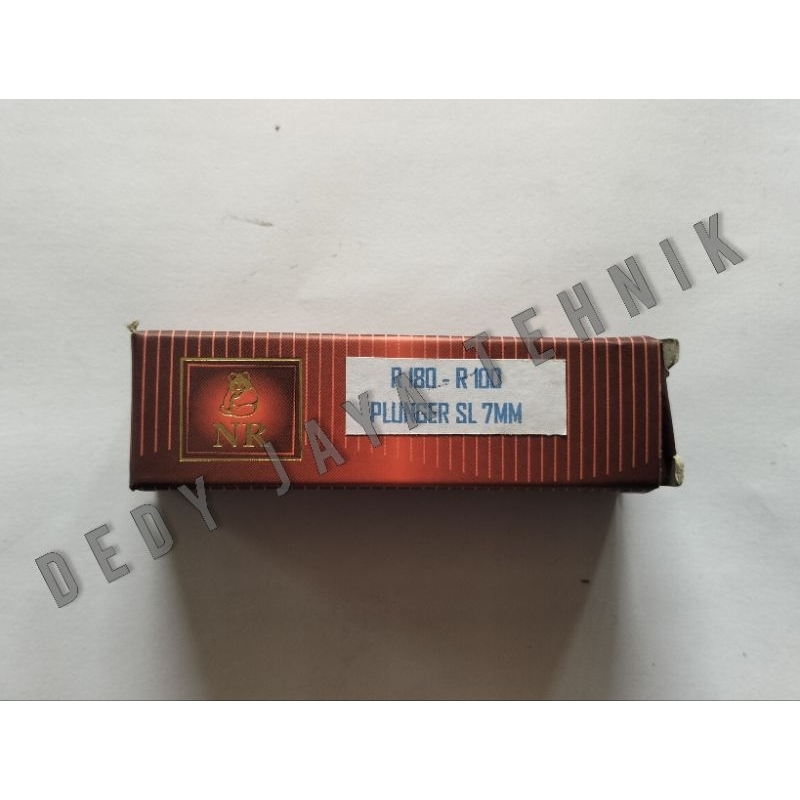 NR
R 180 - R 100
PLUNGER SL 7MM
DEDY JAYA TEHNIK